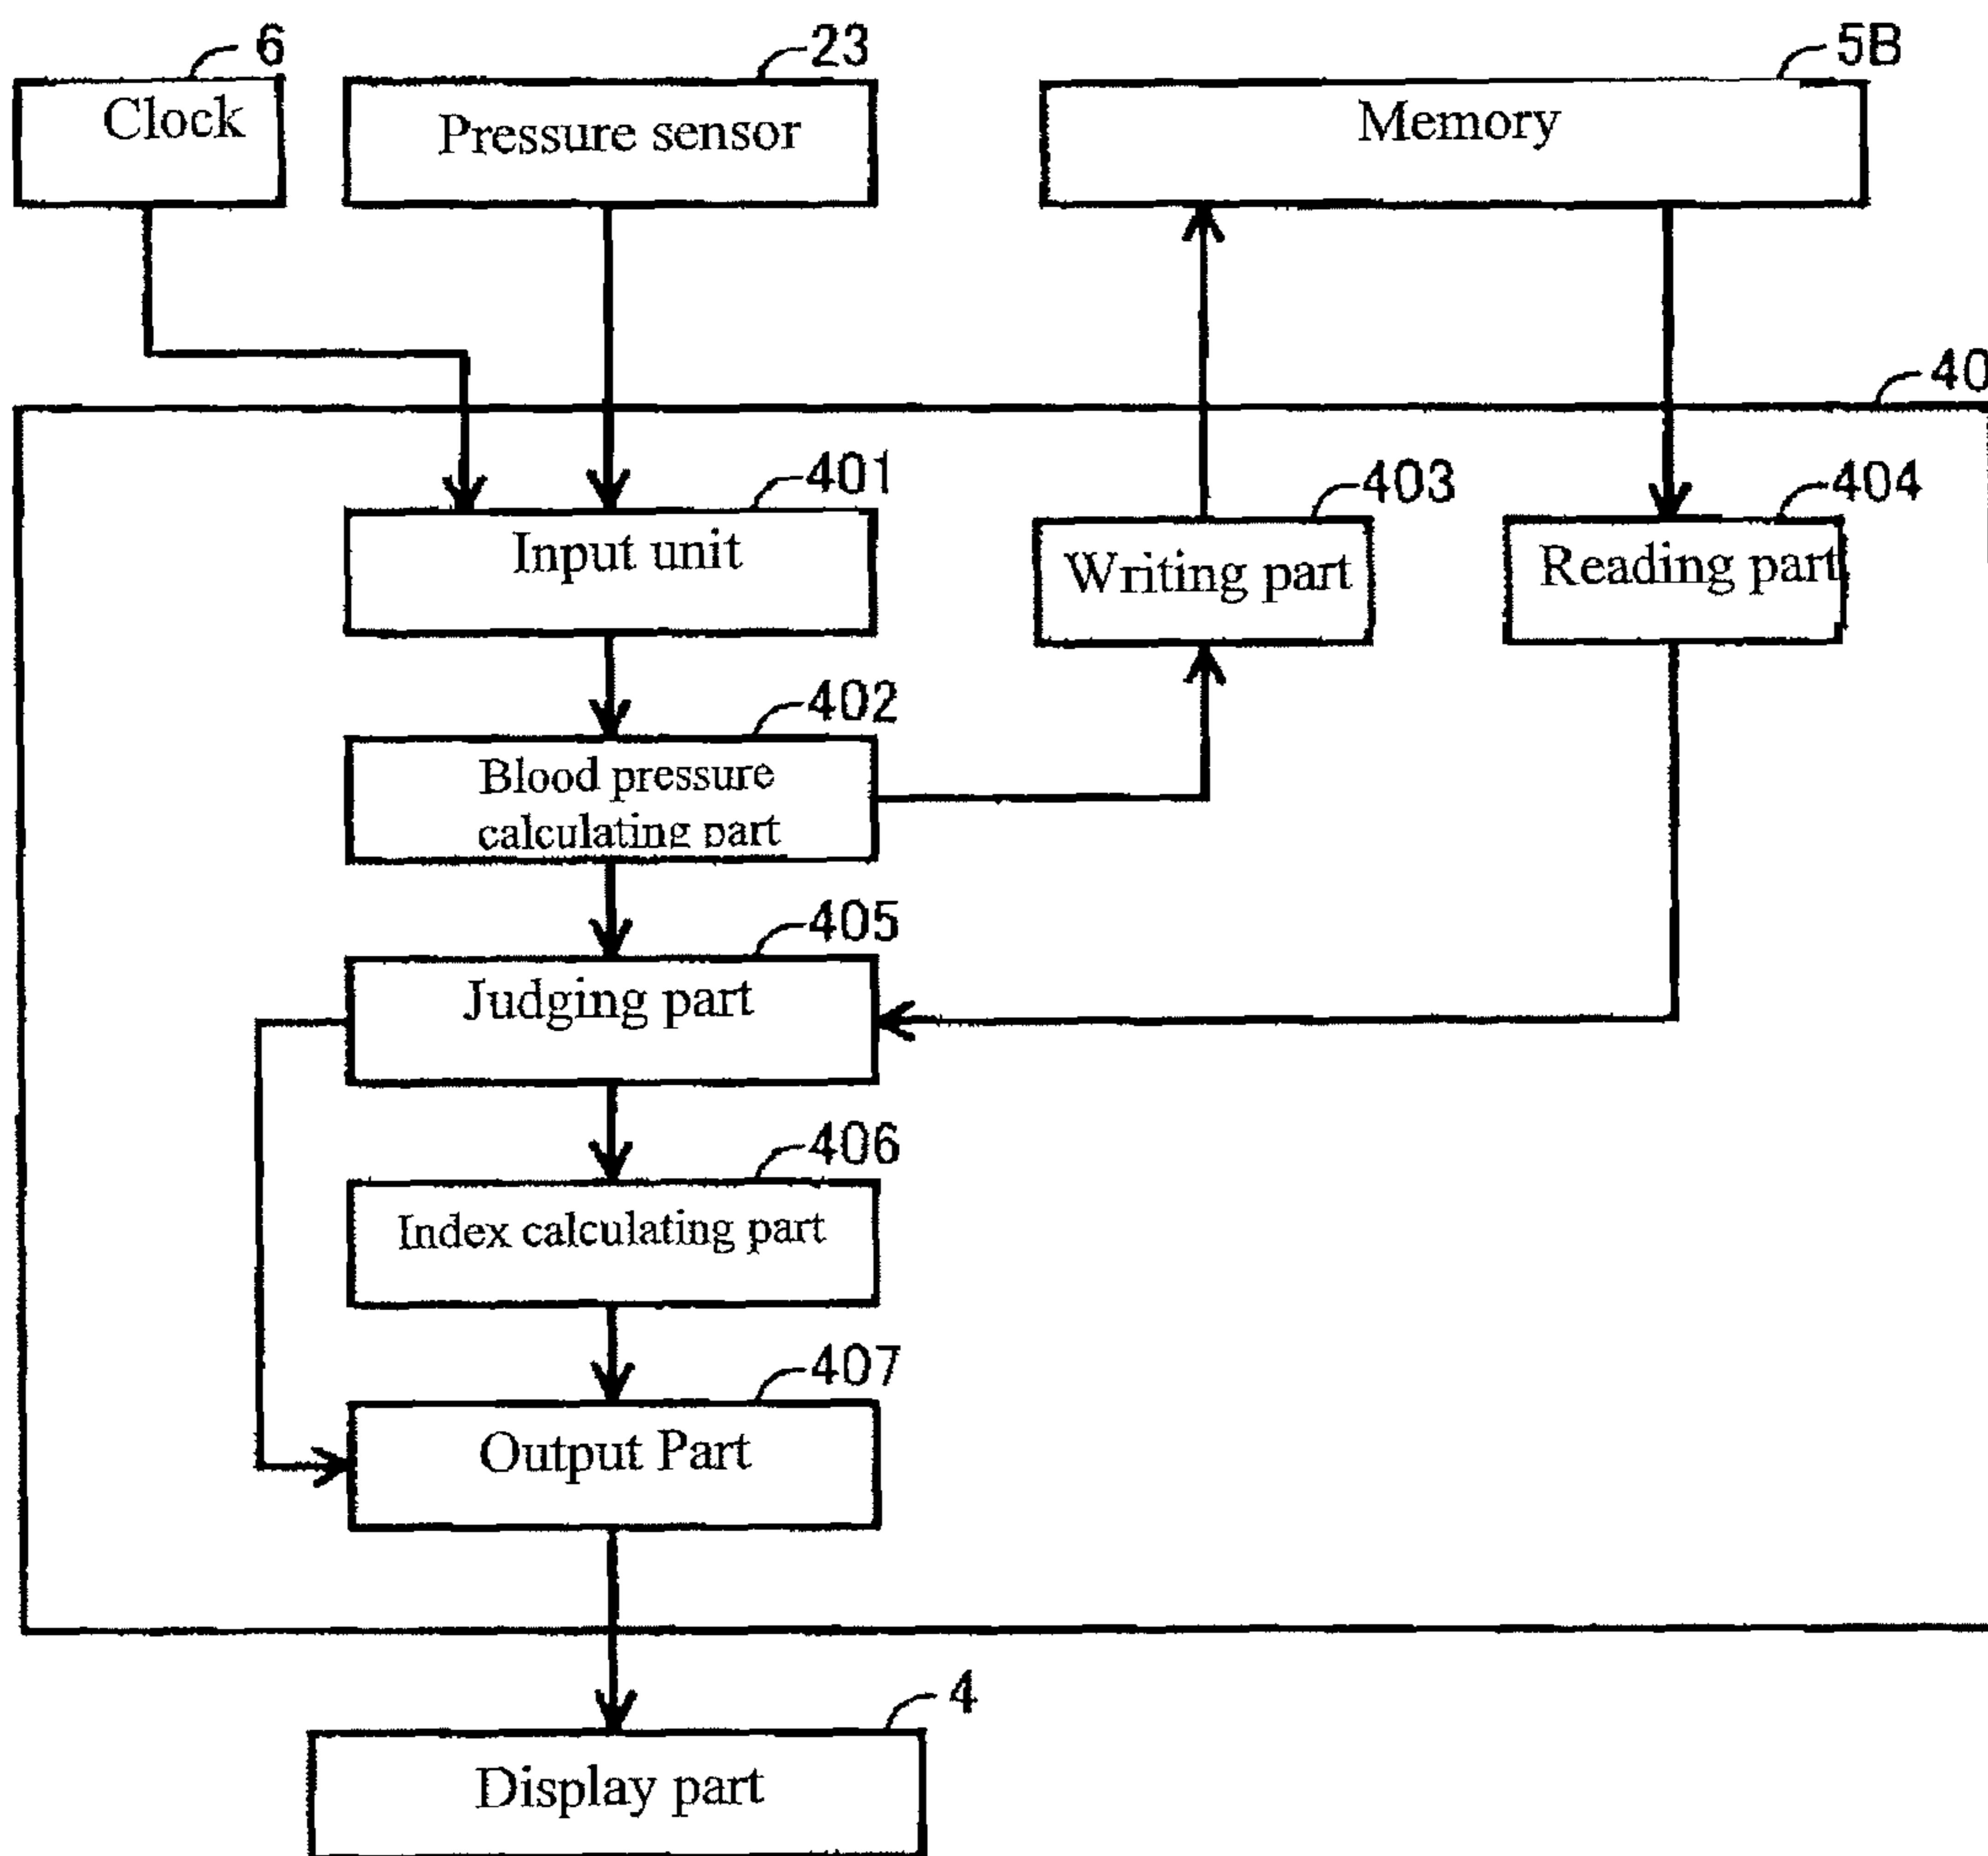 6
23
5B
Clock
Pressure sensor
Memory
40
401
403
404
Input unit
Writing part
Reading part
402
Blood pressure
calculating part
405
Judging part
406
Index calculating part
407
Output Part
4
Display part